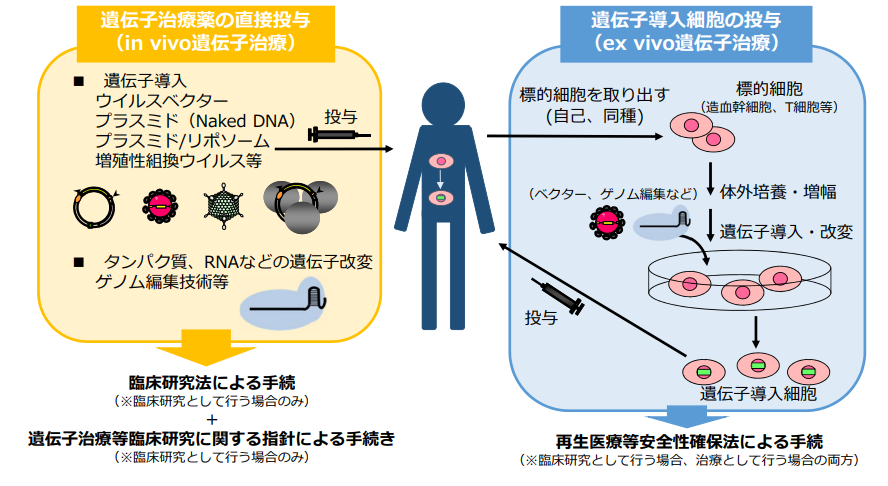 遺伝子治療薬の直接投与
（in vivo遺伝子治療）
■ 遺伝子導入
ウイルスベクター
プラスミド（Naked DNA）
プラスミド/リポソーム
増殖性組換ウイルス等
投与
■ タンパク質、RNAなどの遺伝子改変
ゲノム編集技術等
臨床研究法による手続
（※臨床研究として行う場合のみ）
+
遺伝子治療等臨床研究に関する指針による手続き
（※臨床研究として行う場合のみ）
遺伝子導入細胞の投与
（ex vivo遺伝子治療）
標的細胞を取り出す
(自己、同種)
標的細胞
（造血幹細胞、T細胞等）
体外培養・増幅
（ベクター、ゲノム編集など）
遺伝子導入・改変
投与
遺伝子導入細胞
再生医療等安全性確保法による手続
（※臨床研究として行う場合、治療として行う場合の両方）